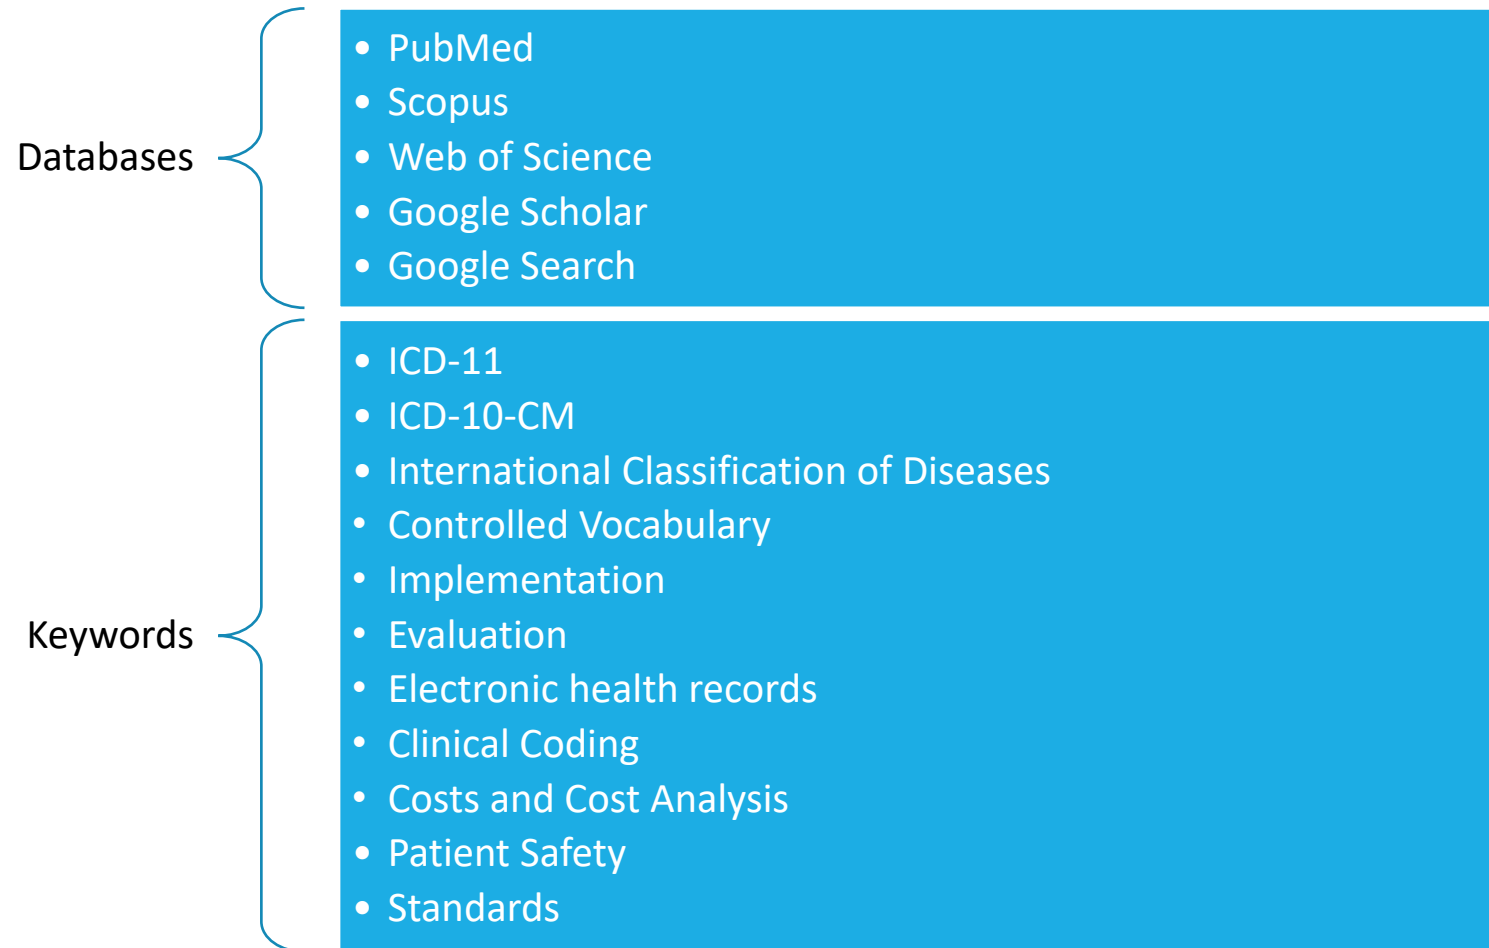 Databases
• PubMed
• Scopus
• Web of Science
• Google Scholar
• Google Search
Keywords
• ICD-11
• ICD-10-CM
• International Classification of Diseases
• Controlled Vocabulary
• Implementation
• Evaluation
• Electronic health records
• Clinical Coding
• Costs and Cost Analysis
• Patient Safety
• Standards